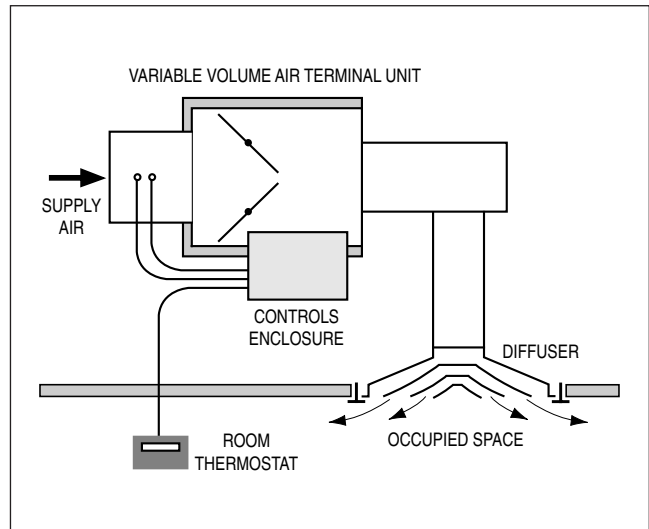 VARIABLE VOLUME AIR TERMINAL UNIT
SUPPLY
AIR
CONTROLS
ENCLOSURE
DIFFUSER
ROOM
THERMOSTAT
OCCUPIED SPACE